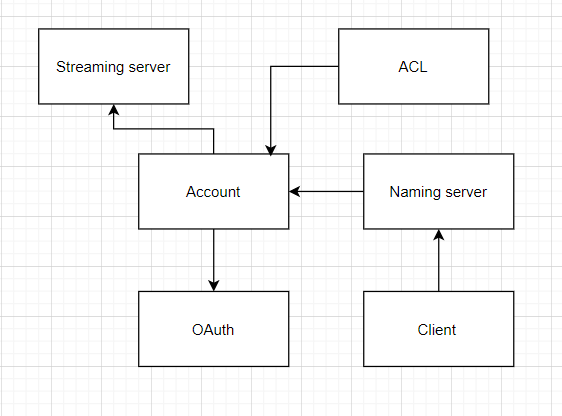 Streaming server
ACL
Account
Naming server
OAuth
Client